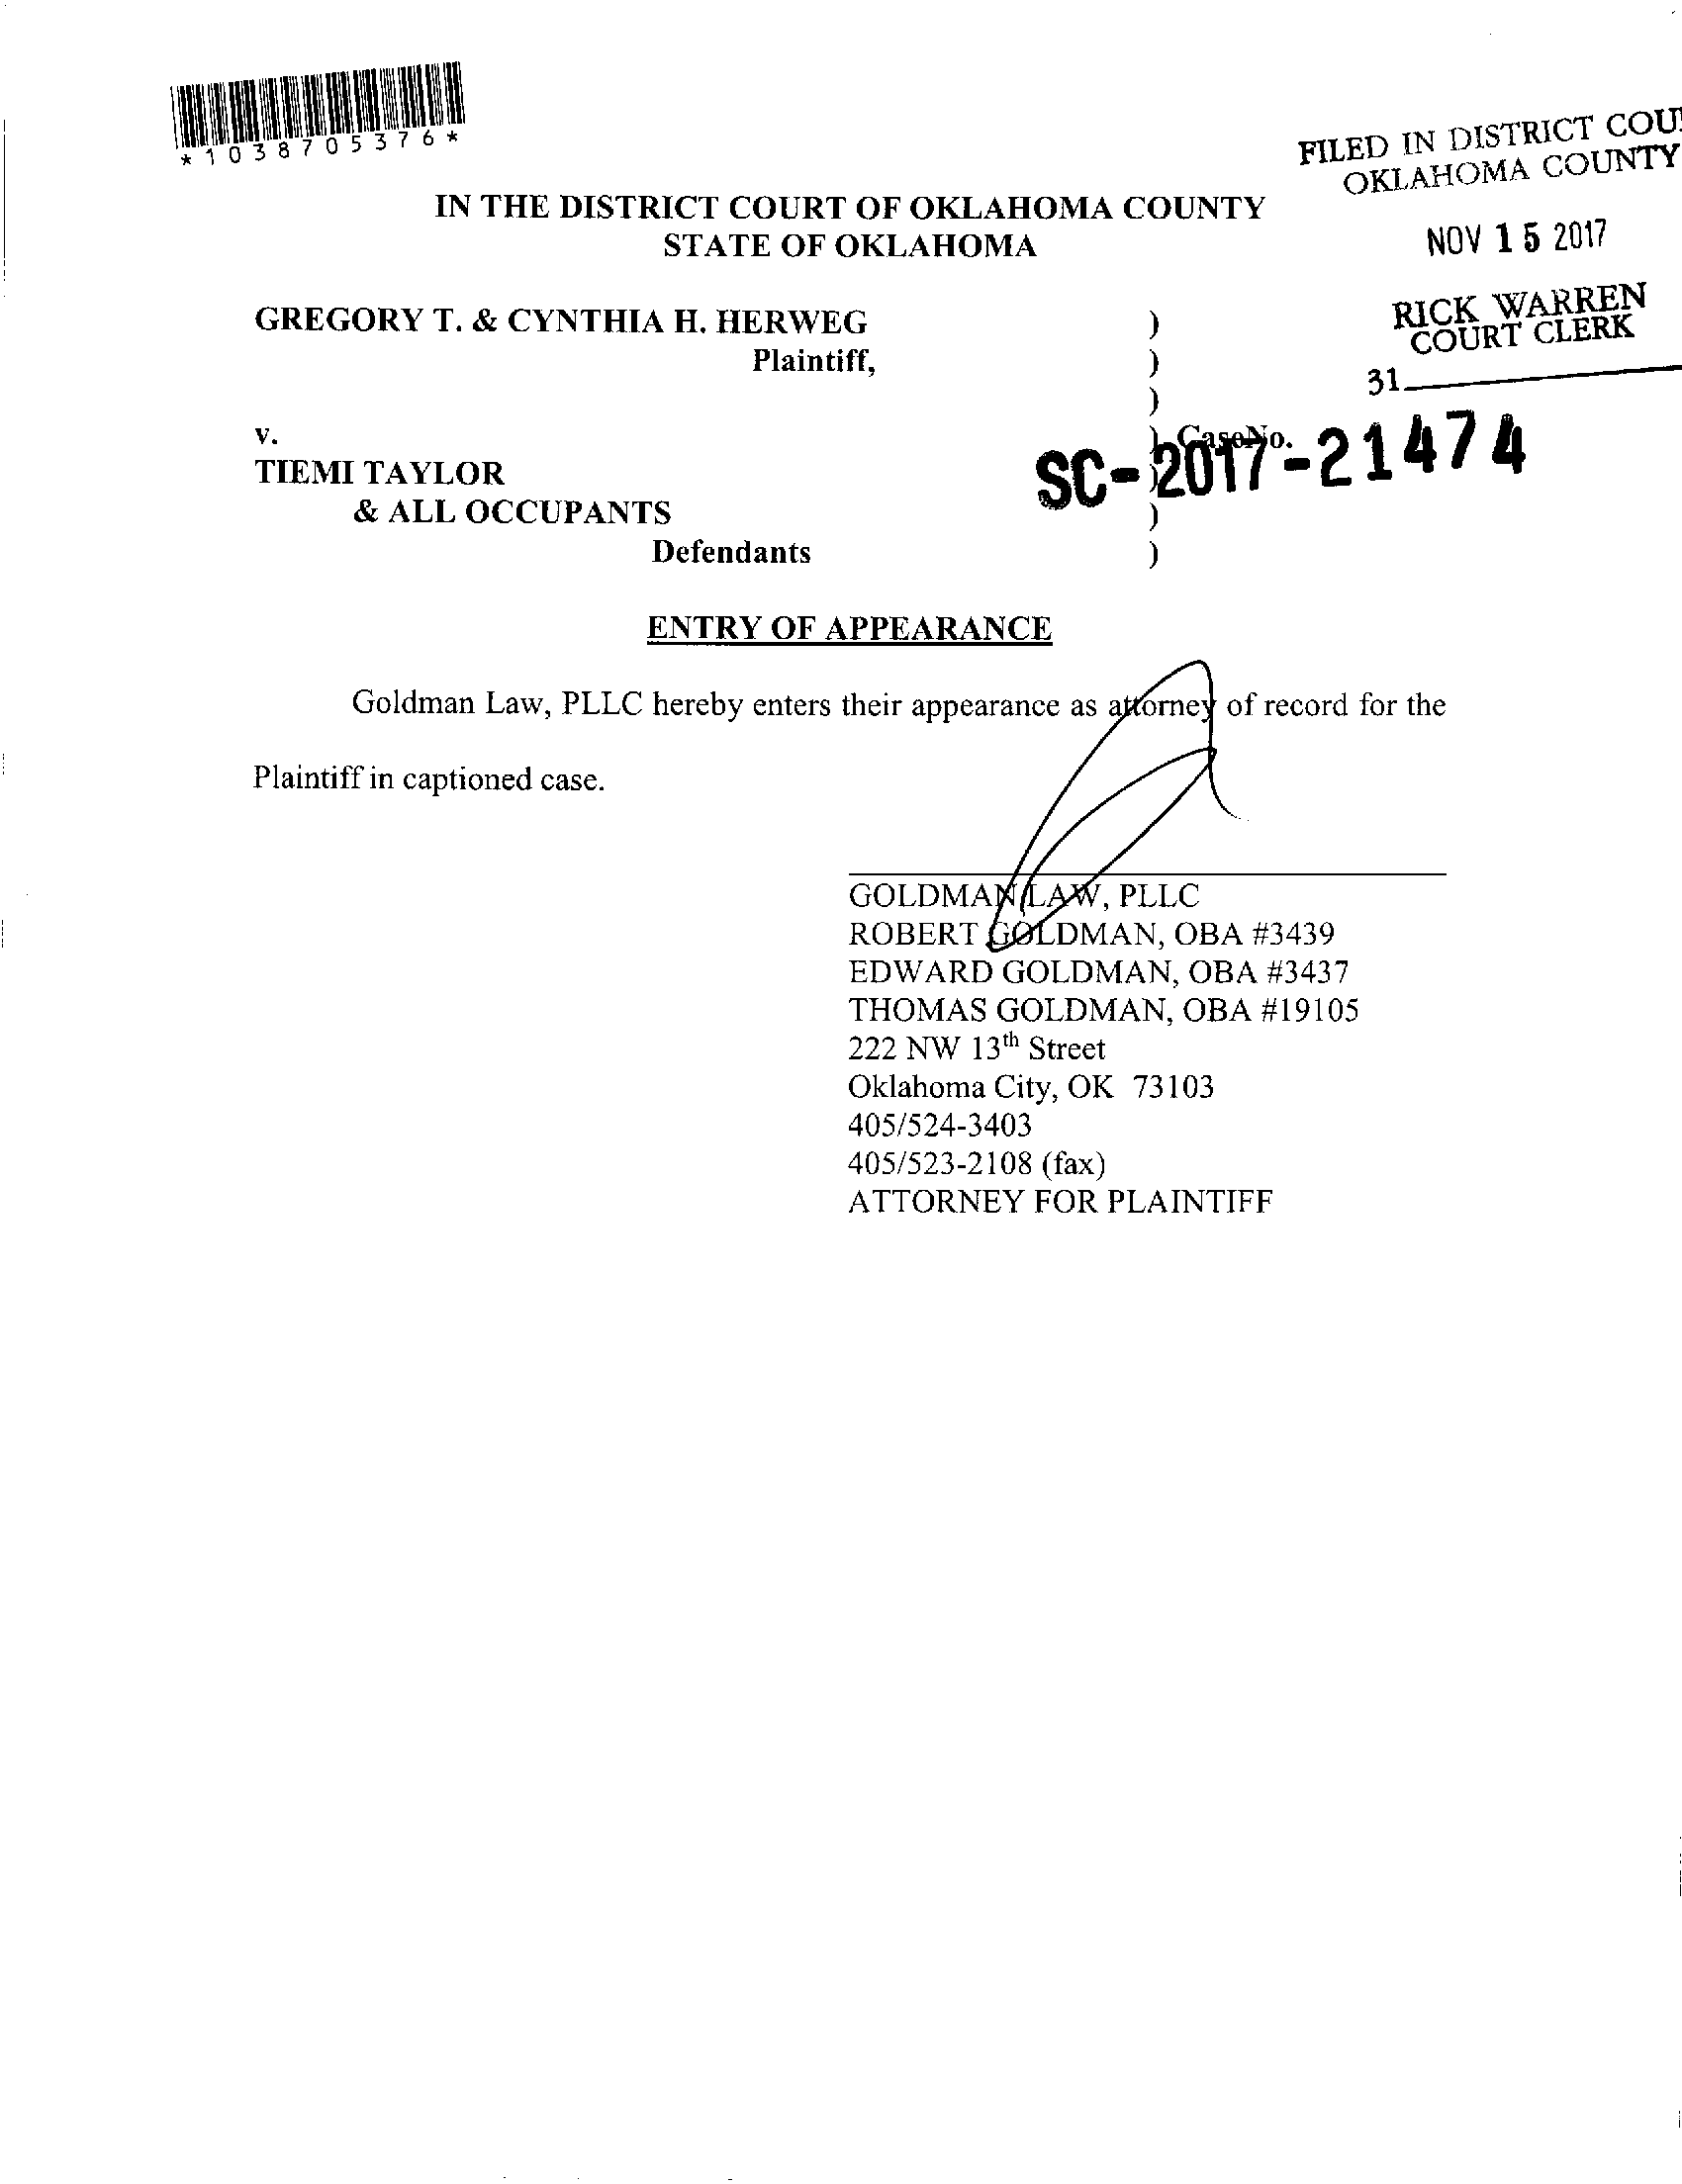 *1038705376*
FILED IN DISTRICT COU
OKLAHOMA COUNTY
NOV 15 2017
RICK WARREN
COURT CLERK
31
IN THE DISTRICT COURT OF OKLAHOMA COUNTY
STATE OF OKLAHOMA
GREGORY T. & CYNTHIA H. HERWEG )
Plaintiff, )
)
v. ) Case No.
SC-2017-21474
TIEMI TAYLOR )
& ALL OCCUPANTS )
Defendants )
ENTRY OF APPEARANCE
Goldman Law, PLLC hereby enters their appearance as attorney of record for the
Plaintiff in captioned case.
GOLDMAN LAW, PLLC
ROBERT GOLDMAN, OBA #3439
EDWARD GOLDMAN, OBA #3437
THOMAS GOLDMAN, OBA #19105
222 NW 13th Street
Oklahoma City, OK 73103
405/524-3403
405/523-2108 (fax)
ATTORNEY FOR PLAINTIFF